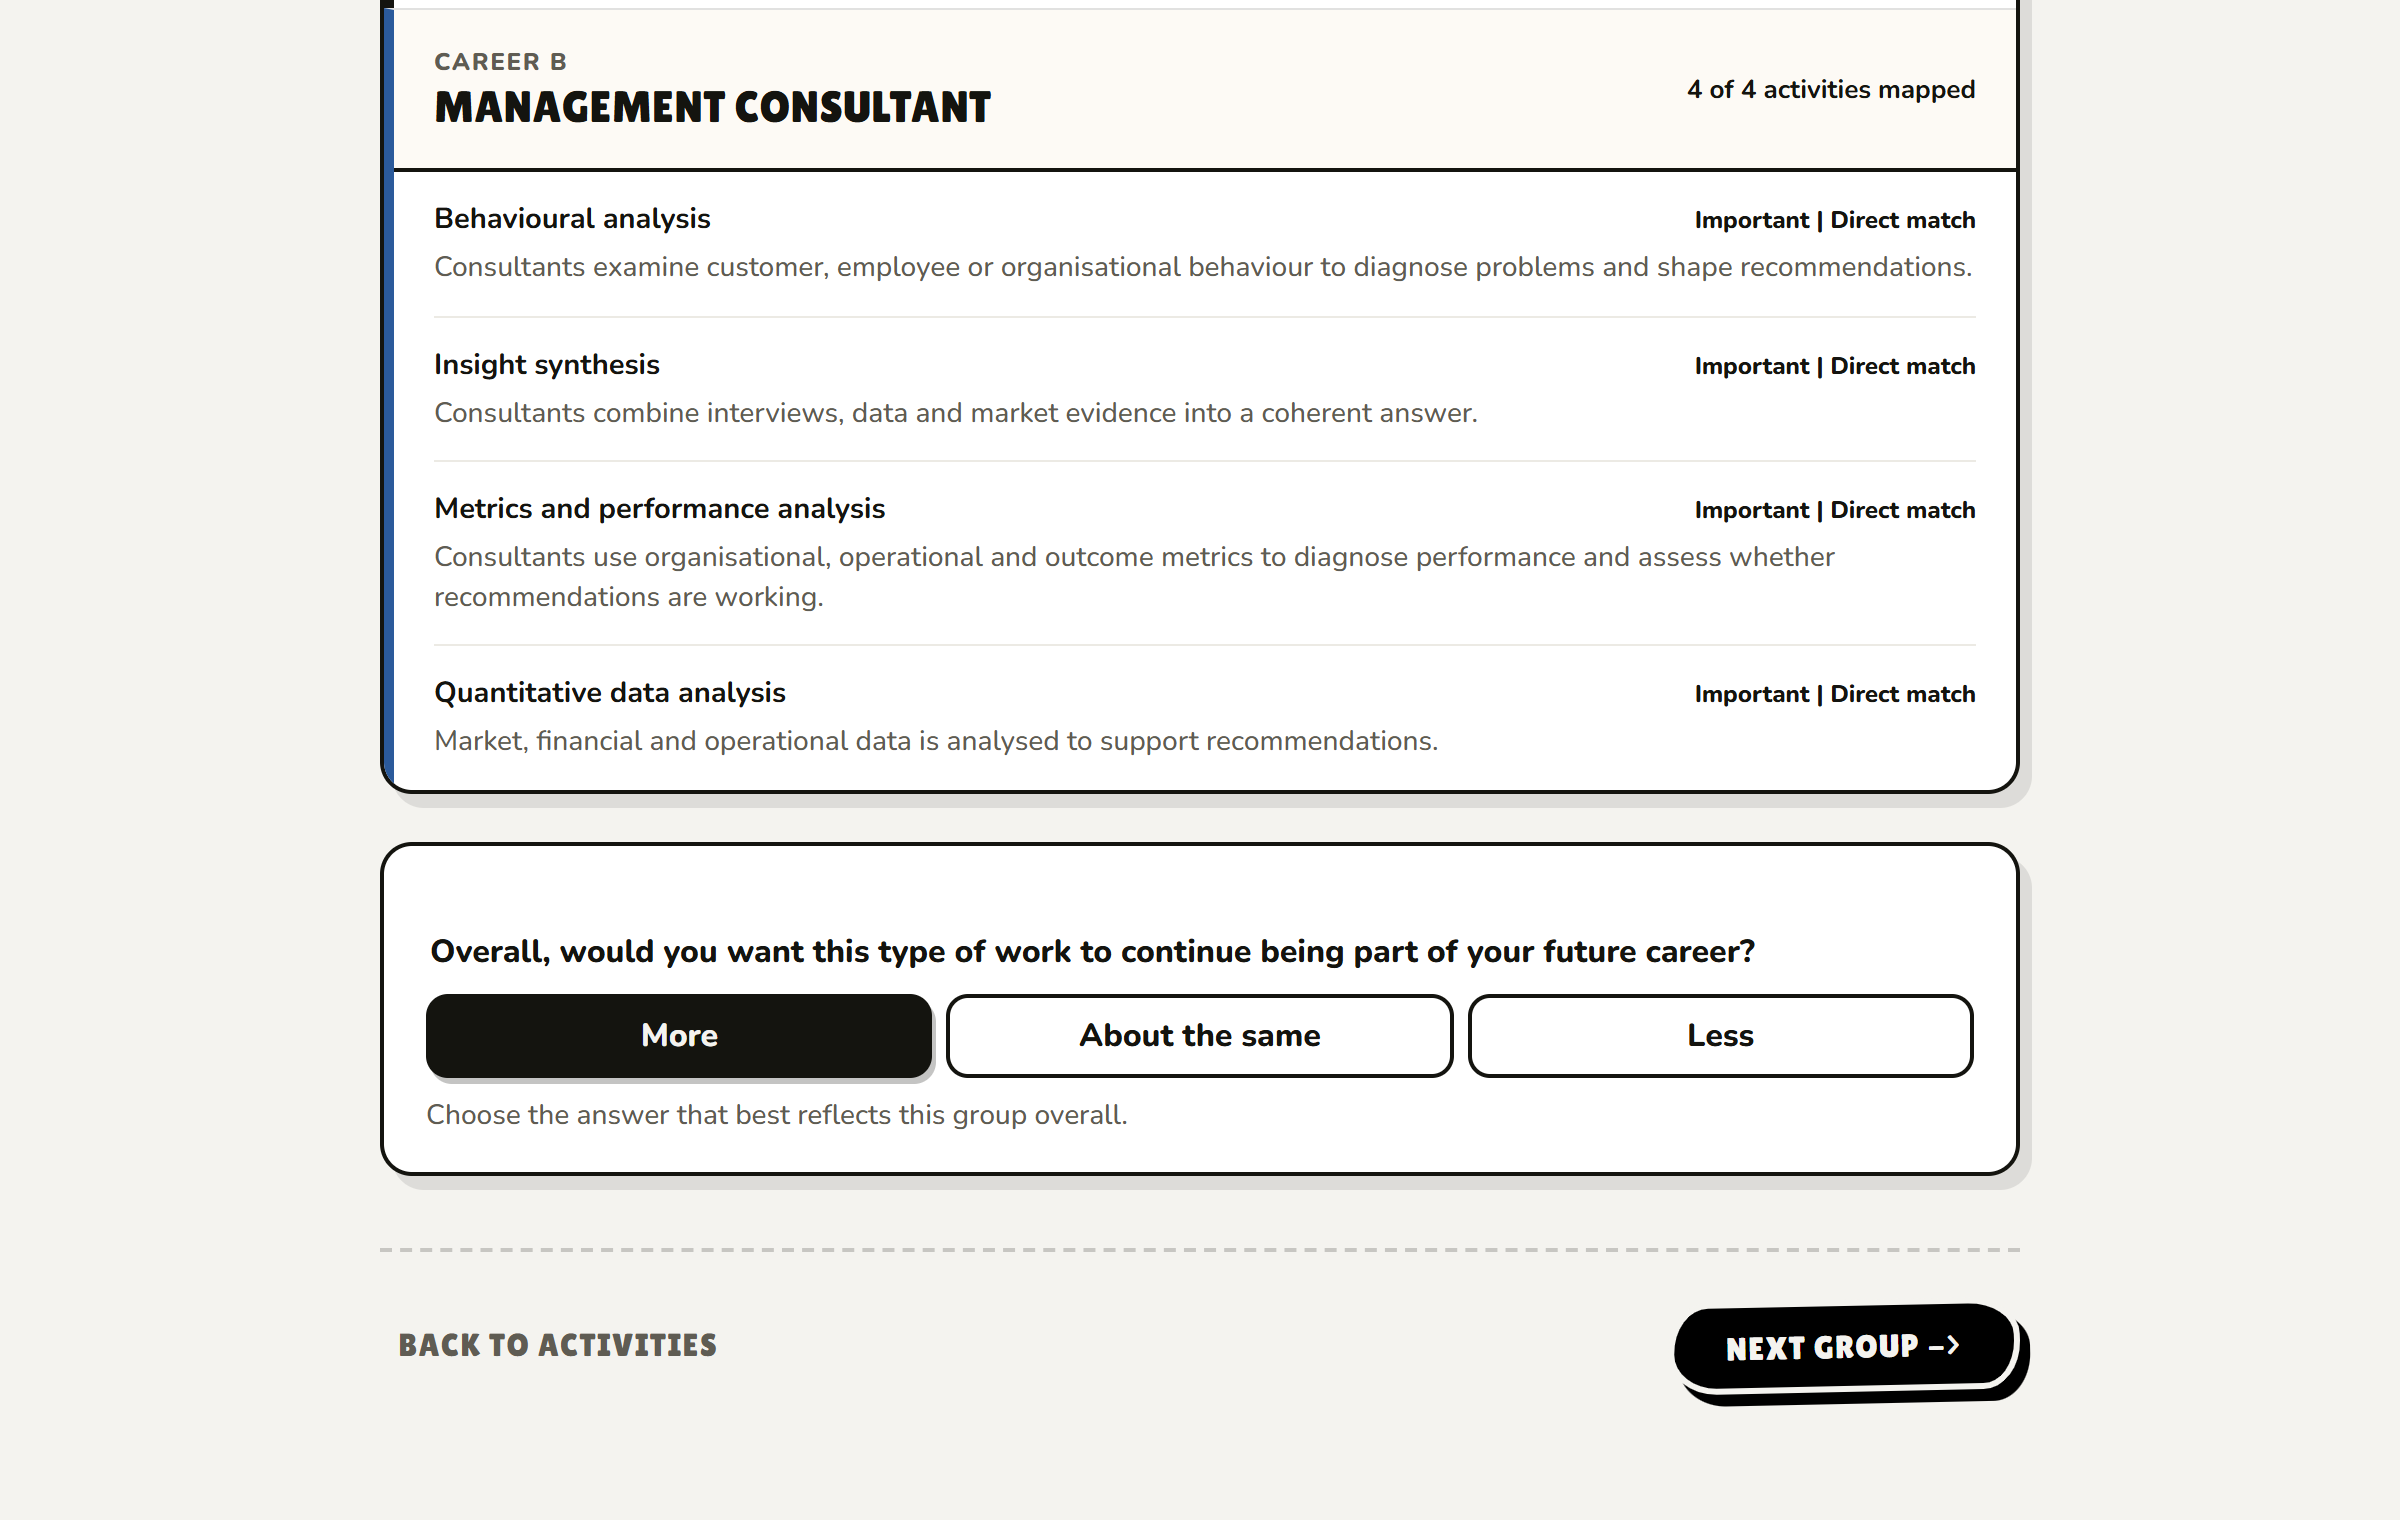 CAREER B
MANAGEMENT CONSULTANT
4 of 4 activities mapped
Behavioural analysis
Important | Direct match
Consultants examine customer, employee or organisational behaviour to diagnose problems and shape recommendations.
Insight synthesis
Important | Direct match
Consultants combine interviews, data and market evidence into a coherent answer.
Metrics and performance analysis
Important | Direct match
Consultants use organisational, operational and outcome metrics to diagnose performance and assess whether
recommendations are working.
Quantitative data analysis
Important | Direct match
Market, financial and operational data is analysed to support recommendations.
Overall, would you want this type of work to continue being part of your future career?
More
About the same
Less
Choose the answer that best reflects this group overall.
BACK TO ACTIVITIES
NEXT GROUP –>